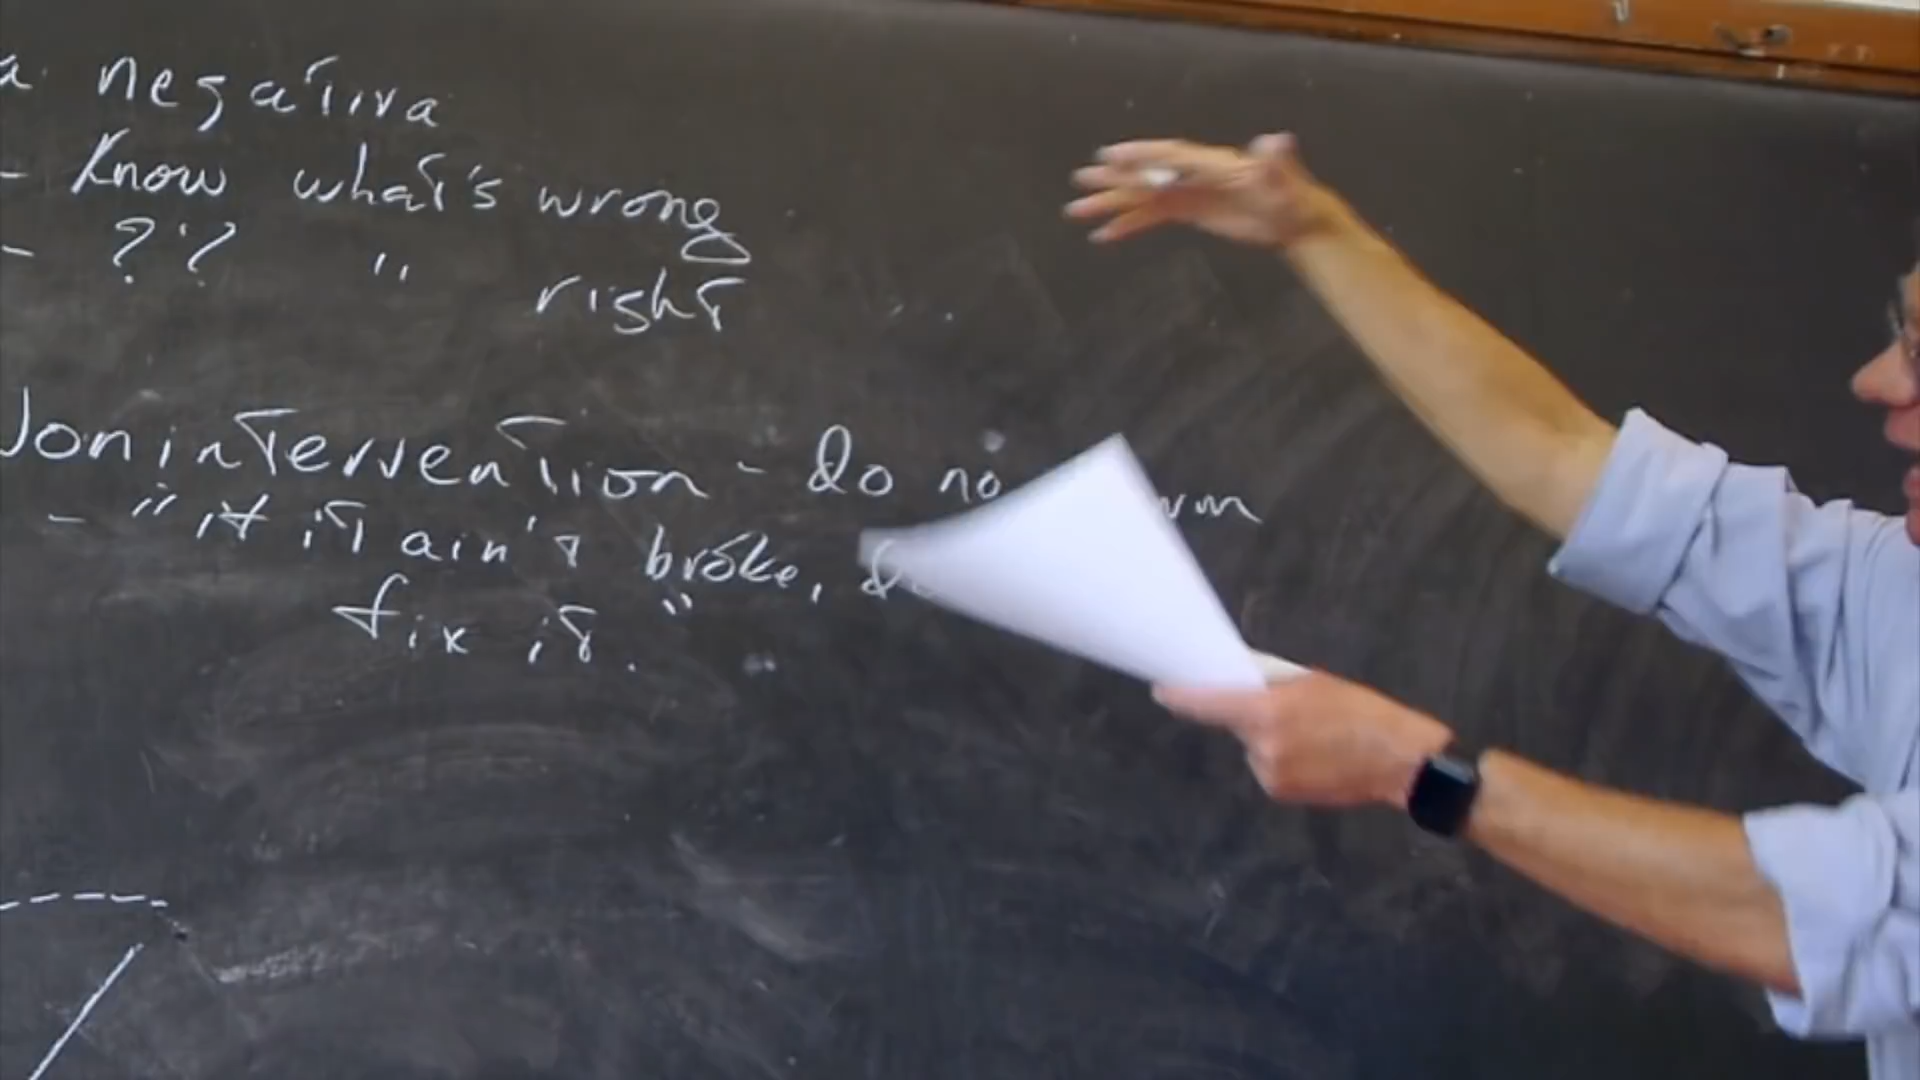 negativa
- Know what's wrong
- ?? " right
Nonintervention - do no
- "if it ain't broke,
fix it."